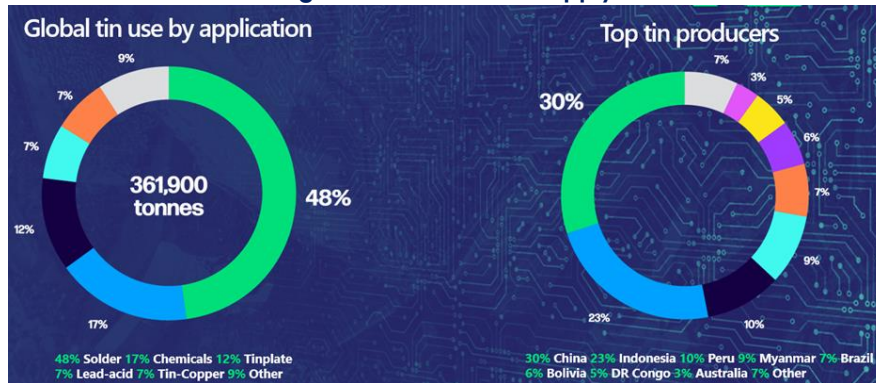 Global tin use by application
9%
7%
7%
12%
17%
48%
361,900
tonnes
48% Solder 17% Chemicals 12% Tinplate
7% Lead-acid 7% Tin-Copper 9% Other
Top tin producers
7%
3%
5%
6%
7%
9%
10%
23%
30%
30% China 23% Indonesia 10% Peru 9% Myanmar 7% Brazil
6% Bolivia 5% DR Congo 3% Australia 7% Other